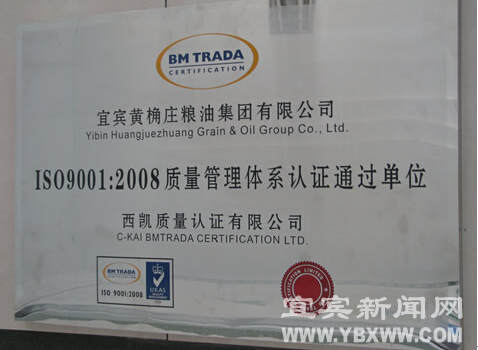 BM TRADA
CERTIFICATION
宜宾黄桷庄粮油集团有限公司
Yibin Huangjuezhuang Grain & Oil Group Co., Ltd.
ISO9001:2008质量管理体系认证通过单位
西凯质量认证有限公司
C-KAI BMTRADA CERTIFICATION LTD.
BM TRADA
CERTIFICATION
ISO 9001:2008
UKAS
CERTIFICATION LIMITED
宜宾新闻网
WWW.YBXWW.COM